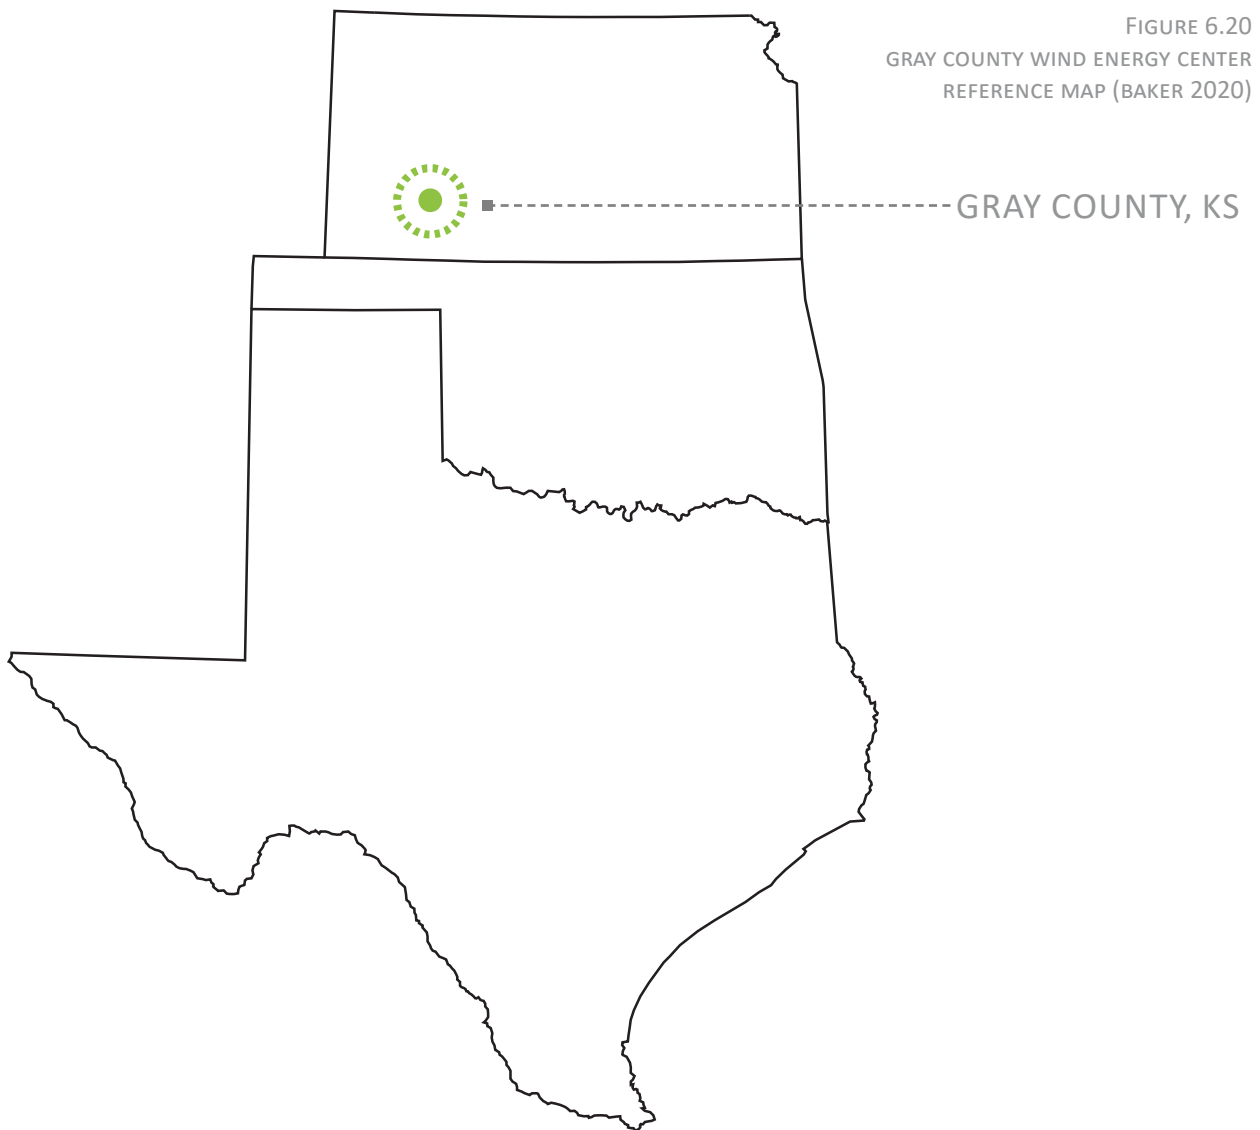 FIGURE 6.20
GRAY COUNTY WIND ENERGY CENTER
REFERENCE MAP (BAKER 2020)
GRAY COUNTY, KS